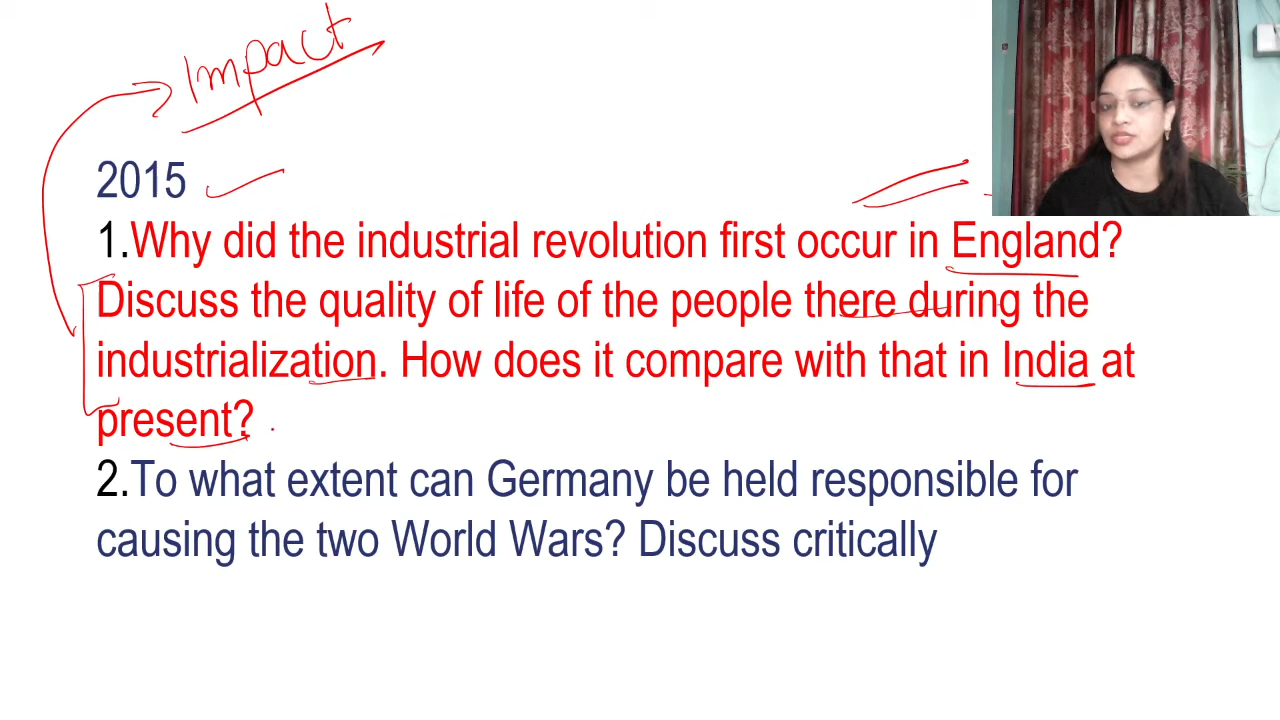 Impact
2015
1.Why did the industrial revolution first occur in England?
Discuss the quality of life of the people there during the
industrialization. How does it compare with that in India at
present?
2.To what extent can Germany be held responsible for
causing the two World Wars? Discuss critically